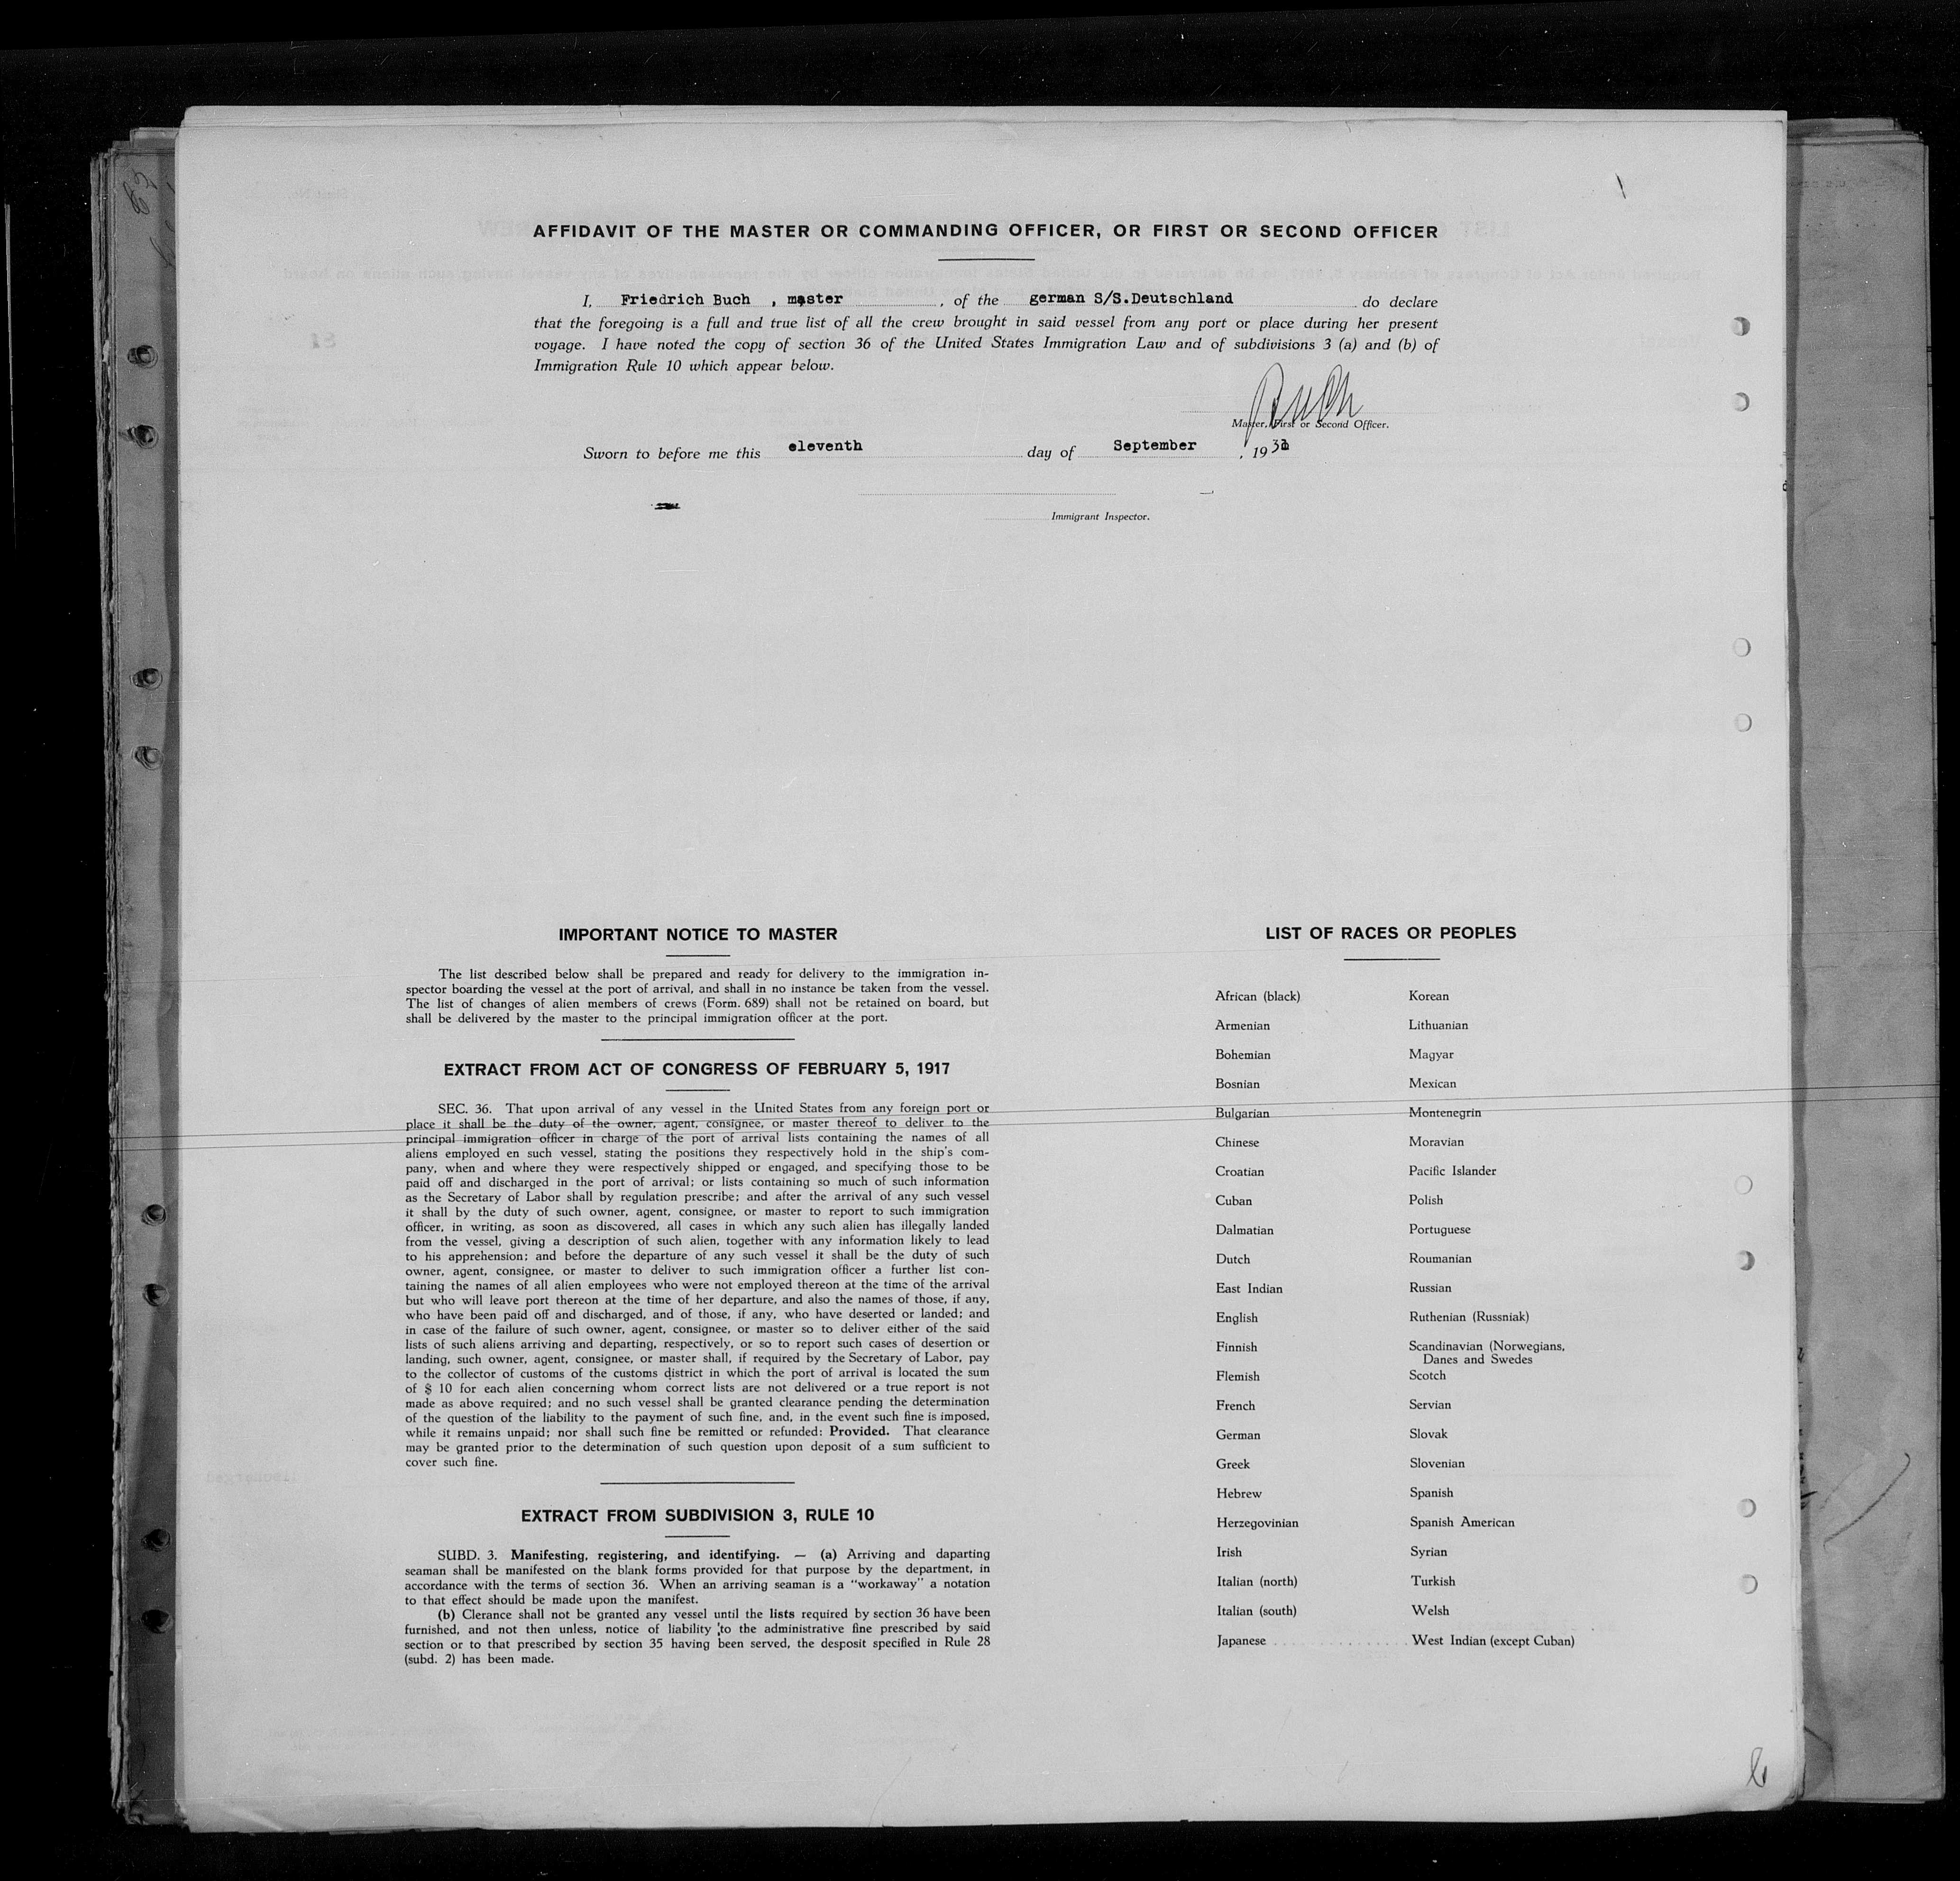 AFFIDAVIT OF THE MASTER OR COMMANDING OFFICER, OR FIRST OR SECOND OFFICER
I, Friedrich Buch , master , of the german S/S.Deutschland do declare
that the foregoing is a full and true list of all the crew brought in said vessel from any port or place during her present
voyage. I have noted the copy of section 36 of the United States Immigration Law and of subdivisions 3 (a) and (b) of
Immigration Rule 10 which appear below.
Buch
Master, First or Second Officer.
Sworn to before me this eleventh day of September , 193
Immigrant Inspector.
IMPORTANT NOTICE TO MASTER
The list described below shall be prepared and ready for delivery to the immigration in-
spector boarding the vessel at the port of arrival, and shall in no instance be taken from the vessel.
The list of changes of alien members of crews (Form. 689) shall not be retained on board, but
shall be delivered by the master to the principal immigration officer at the port.
EXTRACT FROM ACT OF CONGRESS OF FEBRUARY 5, 1917
SEC. 36. That upon arrival of any vessel in the United States from any foreign port or
place it shall be the duty of the owner, agent, consignee, or master thereof to deliver to the
principal immigration officer in charge of the port of arrival lists containing the names of all
aliens employed en such vessel, stating the positions they respectively hold in the ship's com-
pany, when and where they were respectively shipped or engaged, and specifying those to be
paid off and discharged in the port of arrival; or lists containing so much of such information
as the Secretary of Labor shall by regulation prescribe; and after the arrival of any such vessel
it shall by the duty of such owner, agent, consignee, or master to report to such immigration
officer, in writing, as soon as discovered, all cases in which any such alien has illegally landed
from the vessel, giving a description of such alien, together with any information likely to lead
to his apprehension; and before the departure of any such vessel it shall be the duty of such
owner, agent, consignee, or master to deliver to such immigration officer a further list con-
taining the names of all alien employees who were not employed thereon at the time of the arrival
but who will leave port thereon at the time of her departure, and also the names of those, if any,
who have been paid off and discharged, and of those, if any, who have deserted or landed; and
in case of the failure of such owner, agent, consignee, or master so to deliver either of the said
lists of such aliens arriving and departing, respectively, or so to report such cases of desertion or
landing, such owner, agent, consignee, or master shall, if required by the Secretary of Labor, pay
to the collector of customs of the customs district in which the port of arrival is located the sum
of $ 10 for each alien concerning whom correct lists are not delivered or a true report is not
made as above required; and no such vessel shall be granted clearance pending the determination
of the question of the liability to the payment of such fine, and, in the event such fine is imposed,
while it remains unpaid; nor shall such fine be remitted or refunded: Provided. That clearance
may be granted prior to the determination of such question upon deposit of a sum sufficient to
cover such fine.
EXTRACT FROM SUBDIVISION 3, RULE 10
SUBD. 3. Manifesting, registering, and identifying. — (a) Arriving and daparting
seaman shall be manifested on the blank forms provided for that purpose by the department, in
accordance with the terms of section 36. When an arriving seaman is a "workaway" a notation
to that effect should be made upon the manifest.
(b) Clerance shall not be granted any vessel until the lists required by section 36 have been
furnished, and not then unless, notice of liability to the administrative fine prescribed by said
section or to that prescribed by section 35 having been served, the desposit specified in Rule 28
(subd. 2) has been made.
LIST OF RACES OR PEOPLES
African (black) Korean
Armenian Lithuanian
Bohemian Magyar
Bosnian Mexican
Bulgarian Montenegrin
Chinese Moravian
Croatian Pacific Islander
Cuban Polish
Dalmatian Portuguese
Dutch Roumanian
East Indian Russian
English Ruthenian (Russniak)
Finnish Scandinavian (Norwegians,
Danes and Swedes
Flemish Scotch
French Servian
German Slovak
Greek Slovenian
Hebrew Spanish
Herzegovinian Spanish American
Irish Syrian
Italian (north) Turkish
Italian (south) Welsh
Japanese . . . . . . . . . . . West Indian (except Cuban)